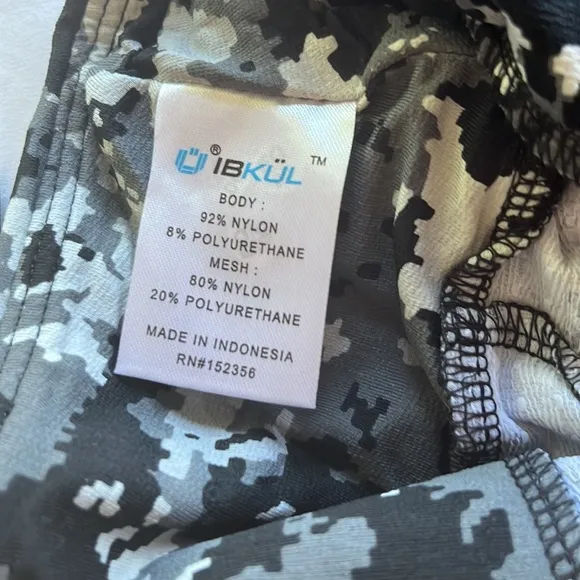 ® IBKÜL ™
BODY :
92% NYLON
8% POLYURETHANE
MESH :
80% NYLON
20% POLYURETHANE
MADE IN INDONESIA
RN#152356